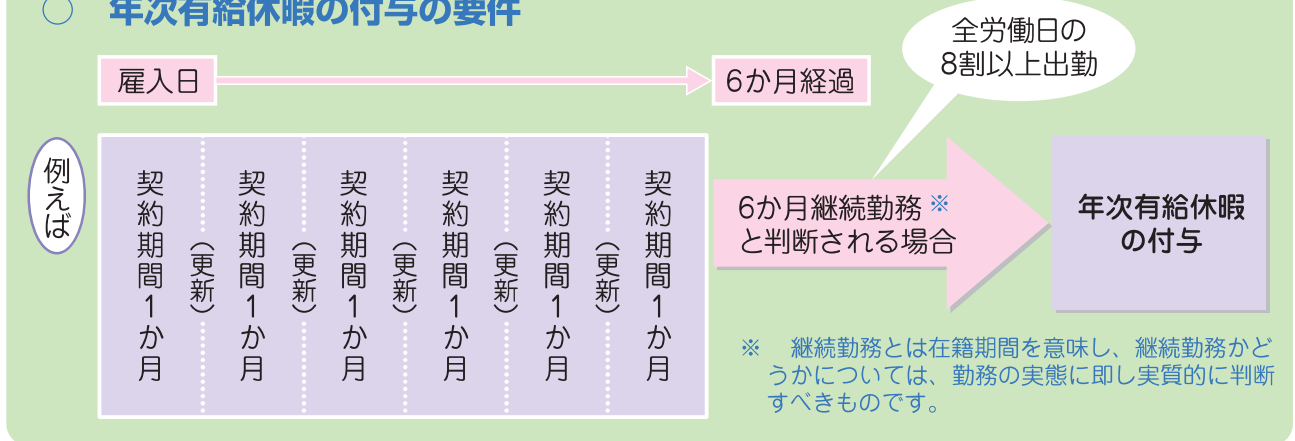 ○ 年次有給休暇の付与の要件
全労働日の
8割以上出勤
雇入日
6か月経過
例えば
契約期間1か月
(更新)
契約期間1か月
(更新)
契約期間1か月
(更新)
契約期間1か月
(更新)
契約期間1か月
(更新)
契約期間1か月
6か月継続勤務※
と判断される場合
年次有給休暇
の付与
※ 継続勤務とは在籍期間を意味し、継続勤務かど
うかについては、勤務の実態に即し実質的に判断
すべきものです。